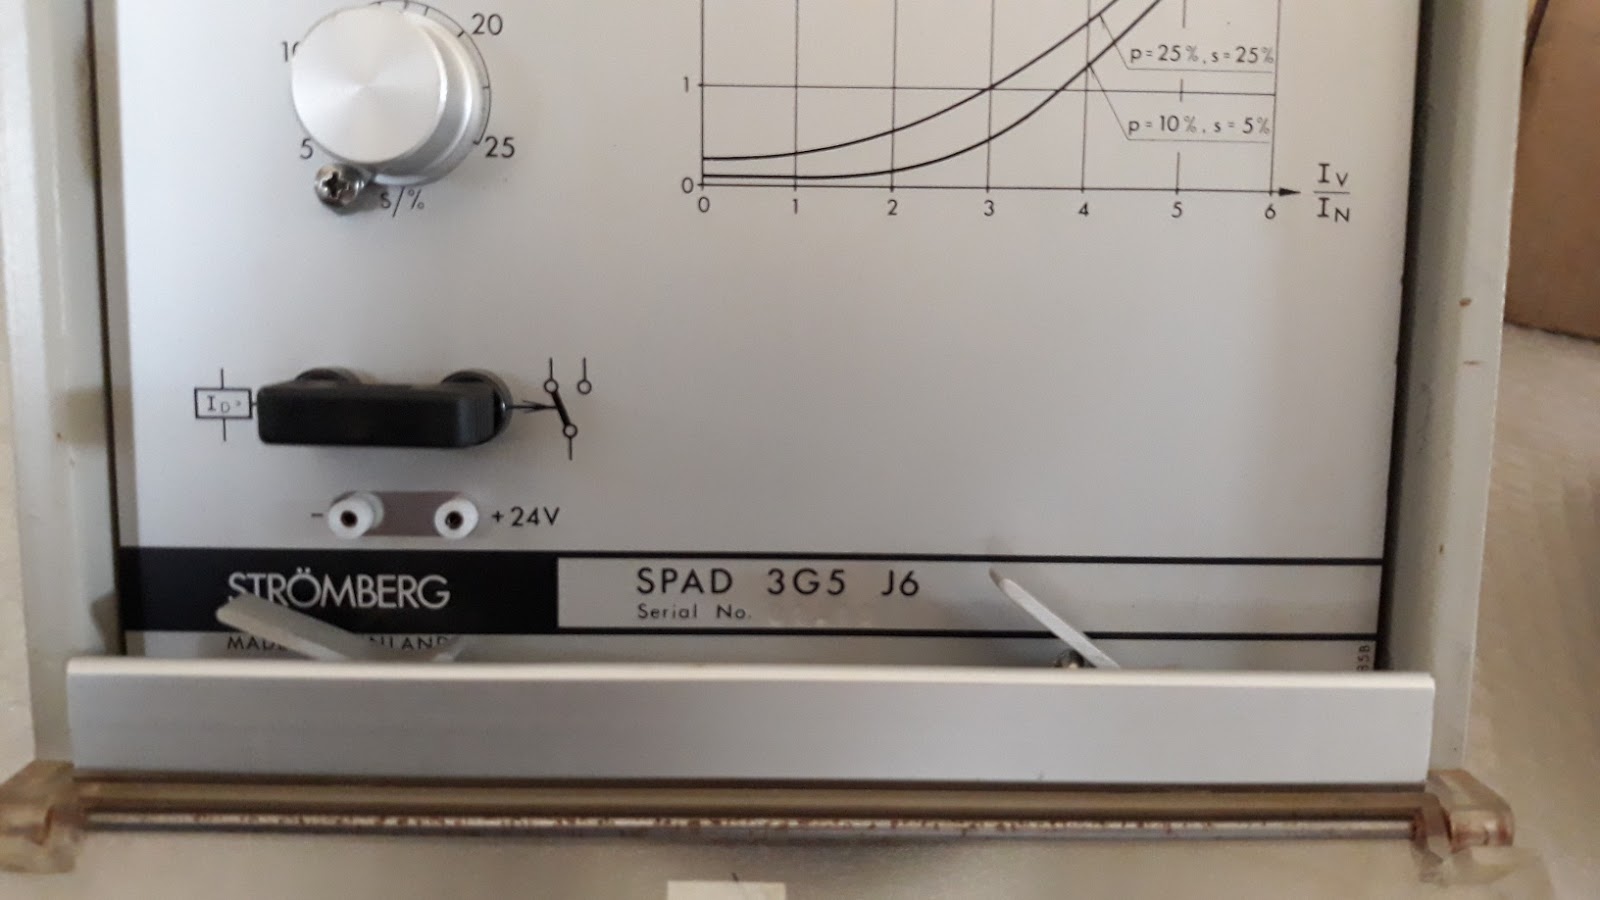 20
10
25
5
s/%
p=25%, s=25%
1
p=10%, s=5%
0
0 1 2 3 4 5 6
IV
IN
ID>
- +24V
STRÖMBERG
SPAD 3G5 J6
Serial No.